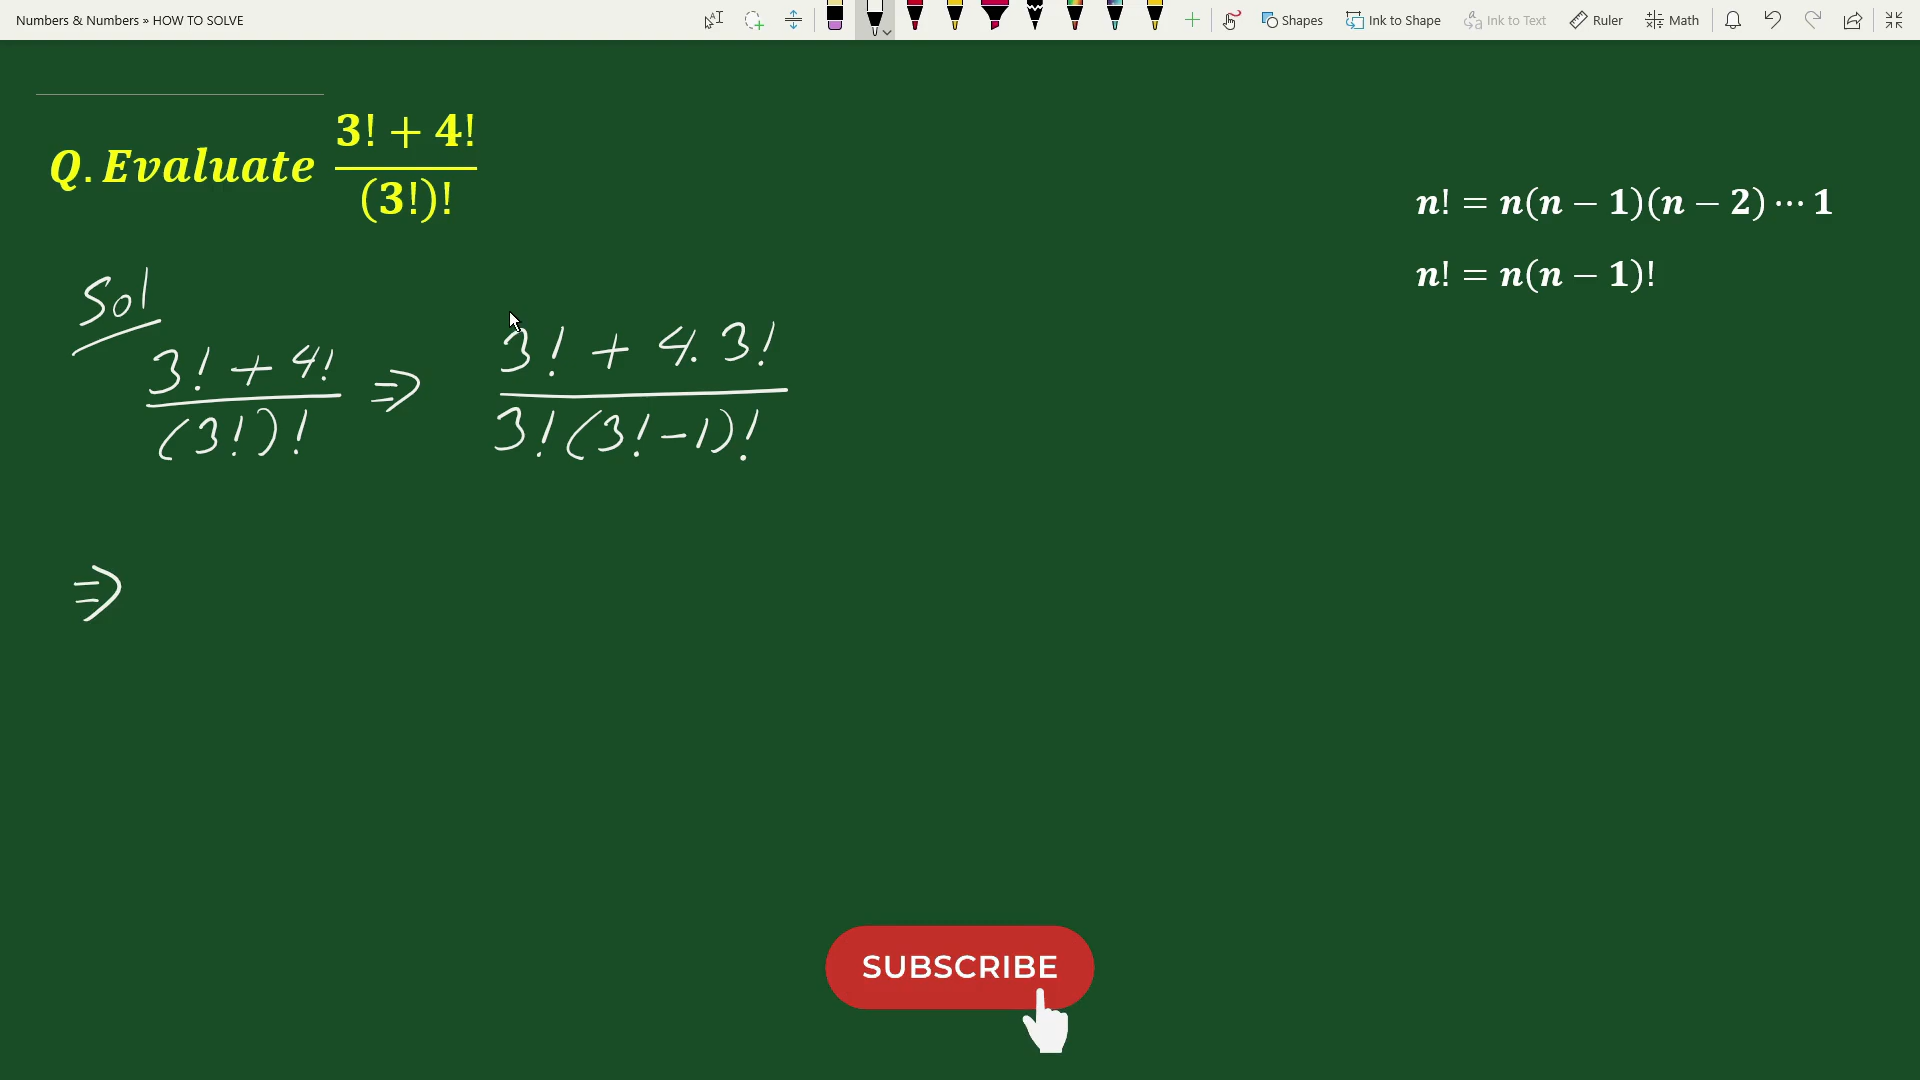 Numbers & Numbers » HOW TO SOLVE
Shapes Ink to Shape Ink to Text Ruler Math
Q. Evaluate (3! + 4!)/(3!)!
n! = n(n − 1)(n − 2) ⋯ 1
n! = n(n − 1)!
Sol
3! + 4! ⇒ 3! + 4. 3!
(3!)! 3!(3!-1)!
⇒
SUBSCRIBE